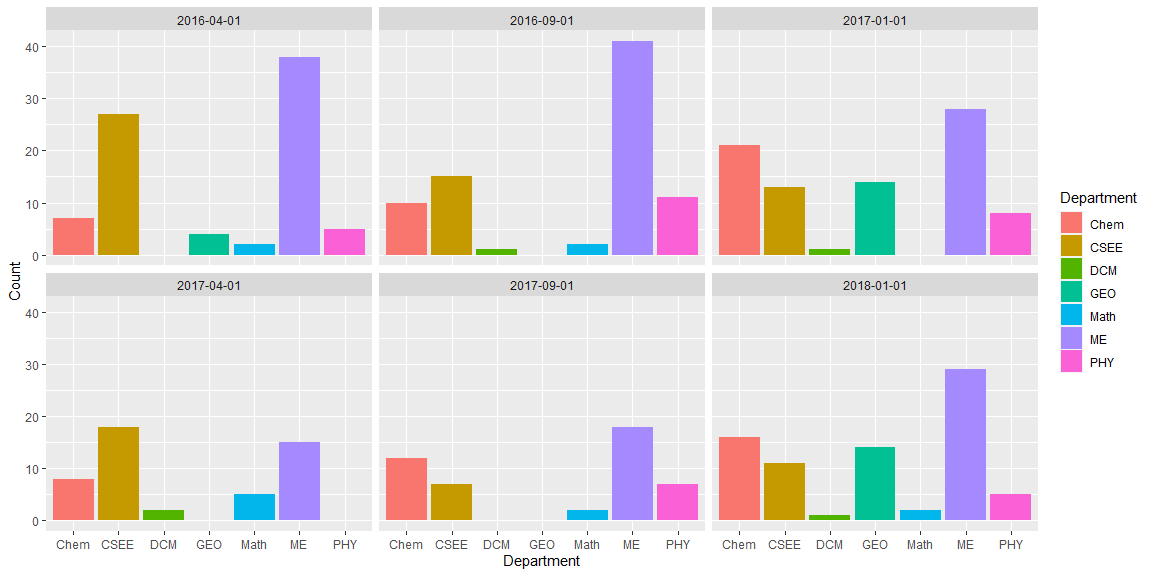 2016-04-01 2016-09-01 2017-01-01
40
30
20
10
0
Count
2017-04-01 2017-09-01 2018-01-01
40
30
20
10
0
Chem CSEE DCM GEO Math ME PHY Chem CSEE DCM GEO Math ME PHY Chem CSEE DCM GEO Math ME PHY
Department
Department
Chem
CSEE
DCM
GEO
Math
ME
PHY